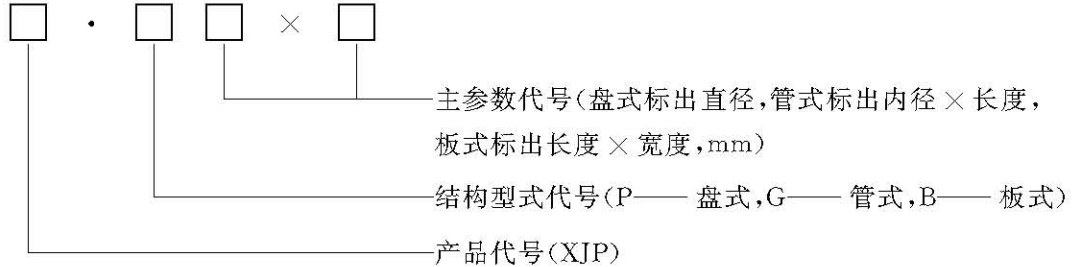 □ · □ □ × □
主参数代号(盘式标出直径,管式标出内径×长度,
板式标出长度×宽度,mm)
结构型式代号(P——盘式,G——管式,B——板式)
产品代号(XJP)